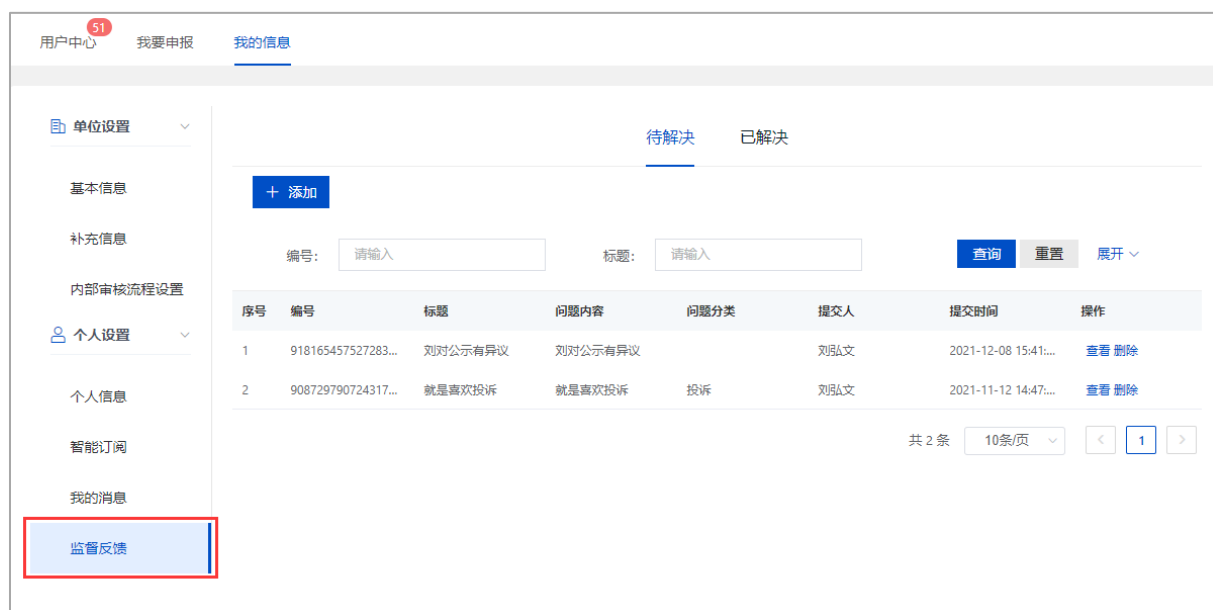 用户中心 51 我要申报 我的信息
单位设置
待解决 已解决
基本信息
+ 添加
补充信息
编号: 请输入 标题: 请输入 查询 重置 展开
内部审核流程设置
序号 编号 标题 问题内容 问题分类 提交人 提交时间 操作
个人设置
1 918165457527283... 刘对公示有异议 刘对公示有异议 刘弘文 2021-12-08 15:41:... 查看 删除
2 908729790724317... 就是喜欢投诉 就是喜欢投诉 投诉 刘弘文 2021-11-12 14:47:... 查看 删除
个人信息
共 2 条 10条/页 < 1 >
智能订阅
我的消息
监督反馈